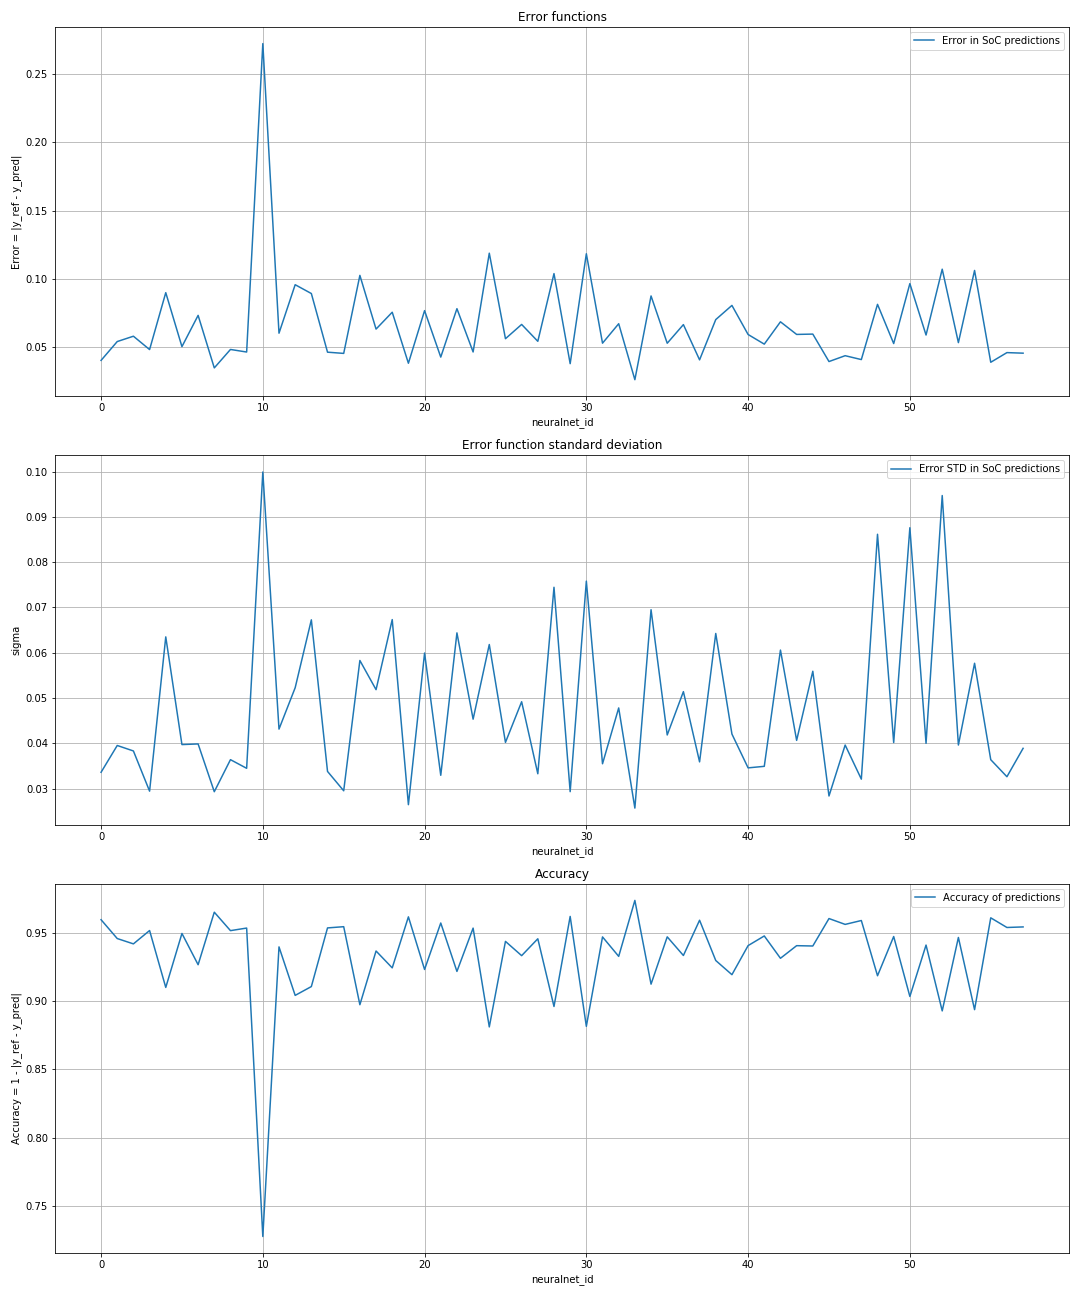 Error functions
Error in SoC predictions
Error = |y_ref - y_pred|
0.25
0.20
0.15
0.10
0.05
0 10 20 30 40 50
neuralnet_id
Error function standard deviation
Error STD in SoC predictions
sigma
0.10
0.09
0.08
0.07
0.06
0.05
0.04
0.03
0 10 20 30 40 50
neuralnet_id
Accuracy
Accuracy of predictions
Accuracy = 1 - |y_ref - y_pred|
0.95
0.90
0.85
0.80
0.75
0 10 20 30 40 50
neuralnet_id